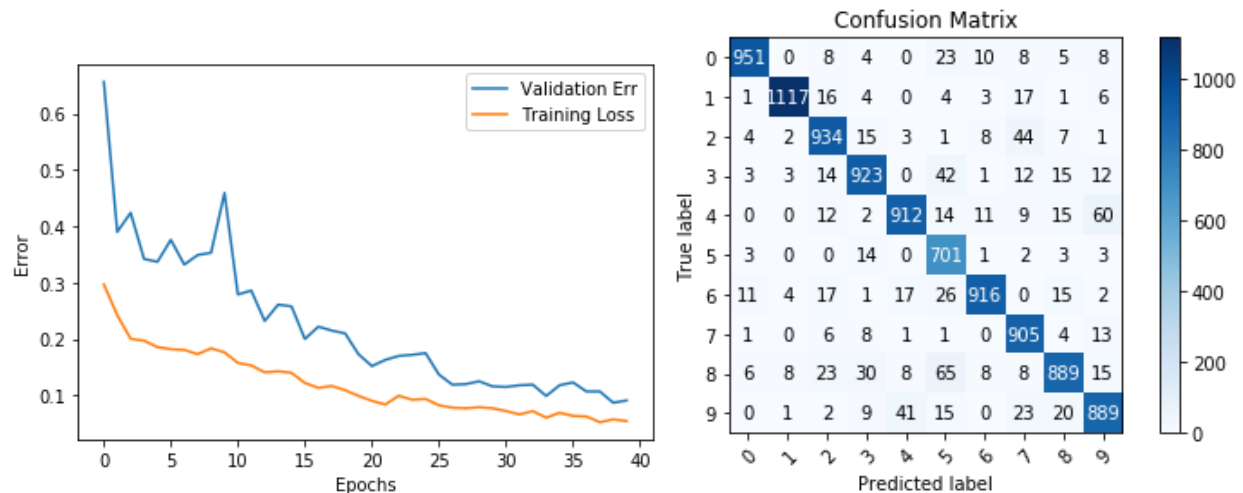 Validation Err
Training Loss
0.6
0.5
0.4
0.3
0.2
0.1
Error
0 5 10 15 20 25 30 35 40
Epochs
Confusion Matrix
0 951 0 8 4 0 23 10 8 5 8
1 1 1117 16 4 0 4 3 17 1 6
2 4 2 934 15 3 1 8 44 7 1
3 3 3 14 923 0 42 1 12 15 12
4 0 0 12 2 912 14 11 9 15 60
5 3 0 0 14 0 701 1 2 3 3
6 11 4 17 1 17 26 916 0 15 2
7 1 0 6 8 1 1 0 905 4 13
8 6 8 23 30 8 65 8 8 889 15
9 0 1 2 9 41 15 0 23 20 889
True label
0 1 2 3 4 5 6 7 8 9
Predicted label
1000
800
600
400
200
0